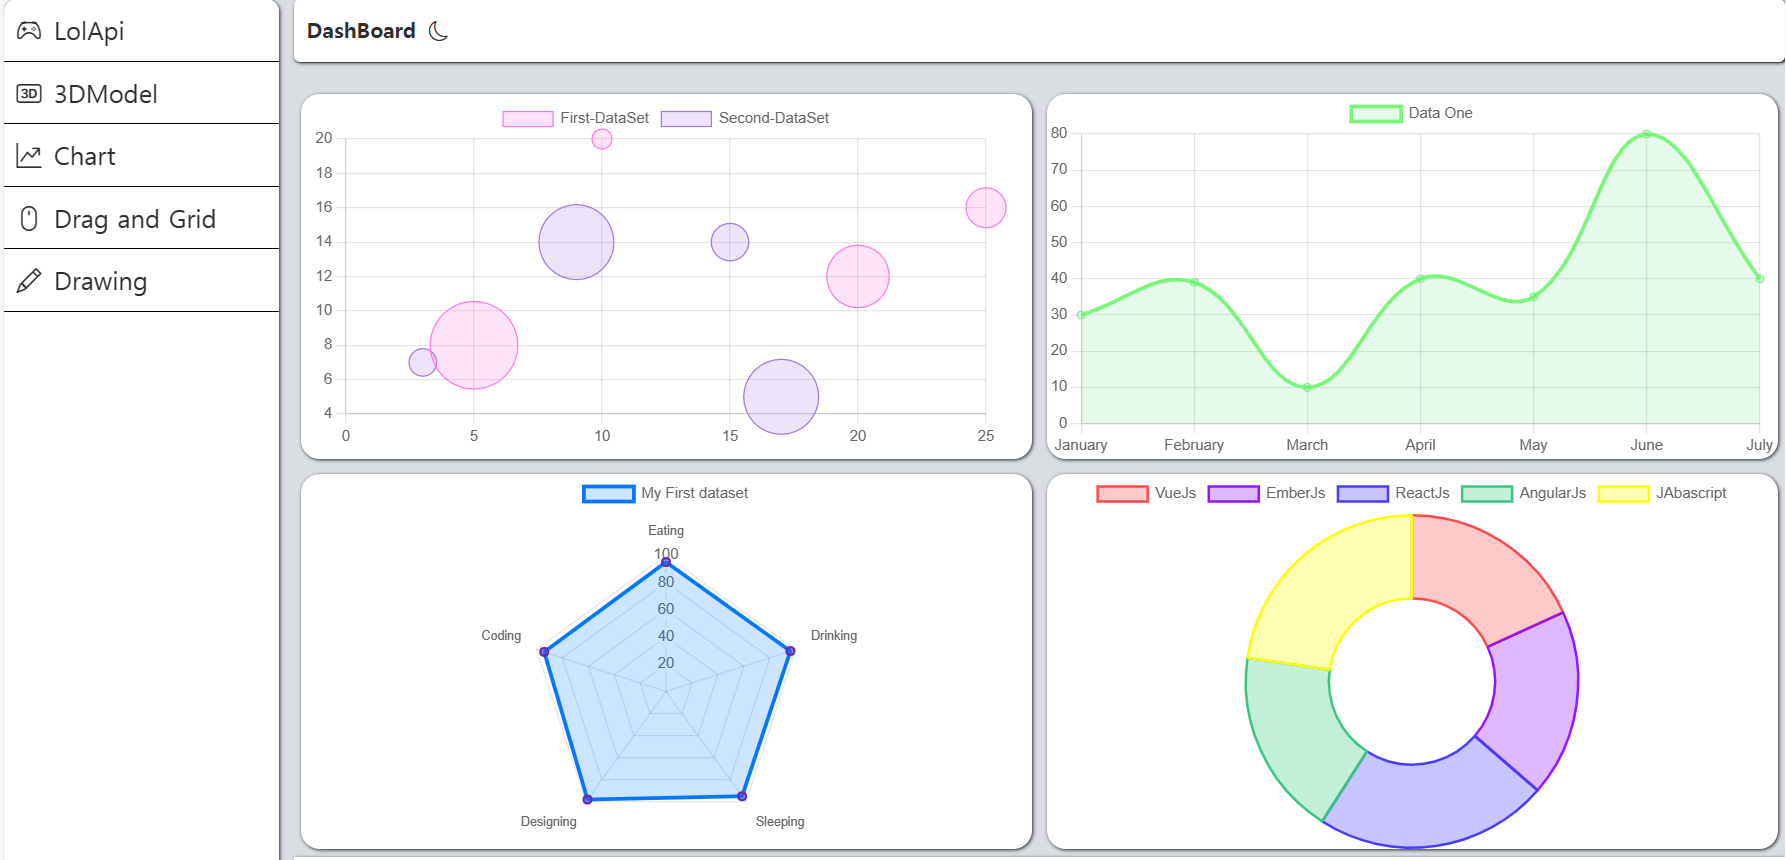 LolApi
3D 3DModel
Chart
Drag and Grid
Drawing
DashBoard
First-DataSet Second-DataSet
20
18
16
14
12
10
8
6
4
0 5 10 15 20 25
Data One
80
70
60
50
40
30
20
10
0
January February March April May June July
My First dataset
Eating
100
80
60
40
20
Coding Drinking
Designing Sleeping
VueJs EmberJs ReactJs AngularJs JAbascript